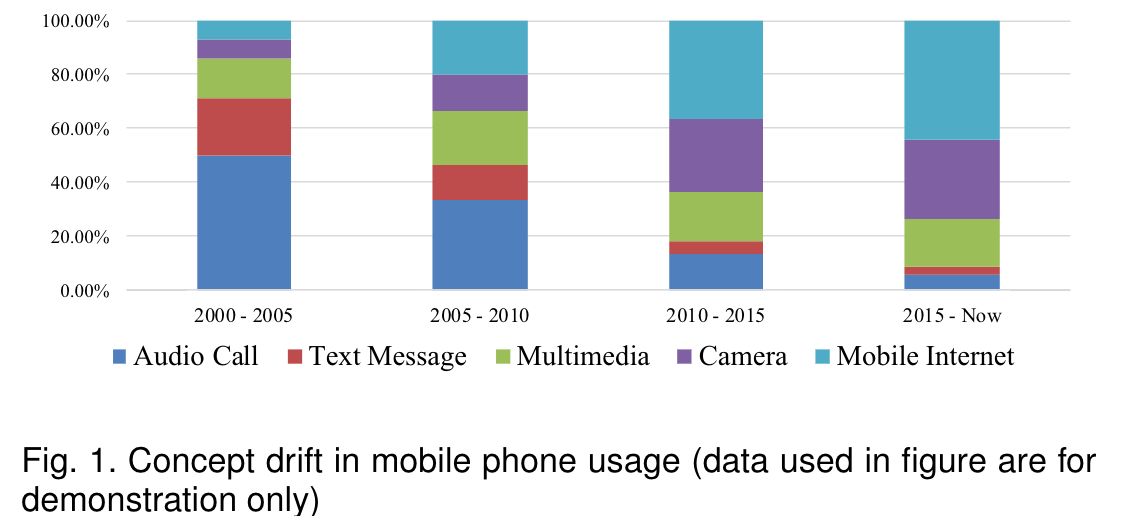 100.00%
80.00%
60.00%
40.00%
20.00%
0.00%
2000 - 2005 2005 - 2010 2010 - 2015 2015 - Now
Audio Call Text Message Multimedia Camera Mobile Internet
Fig. 1. Concept drift in mobile phone usage (data used in figure are for
demonstration only)